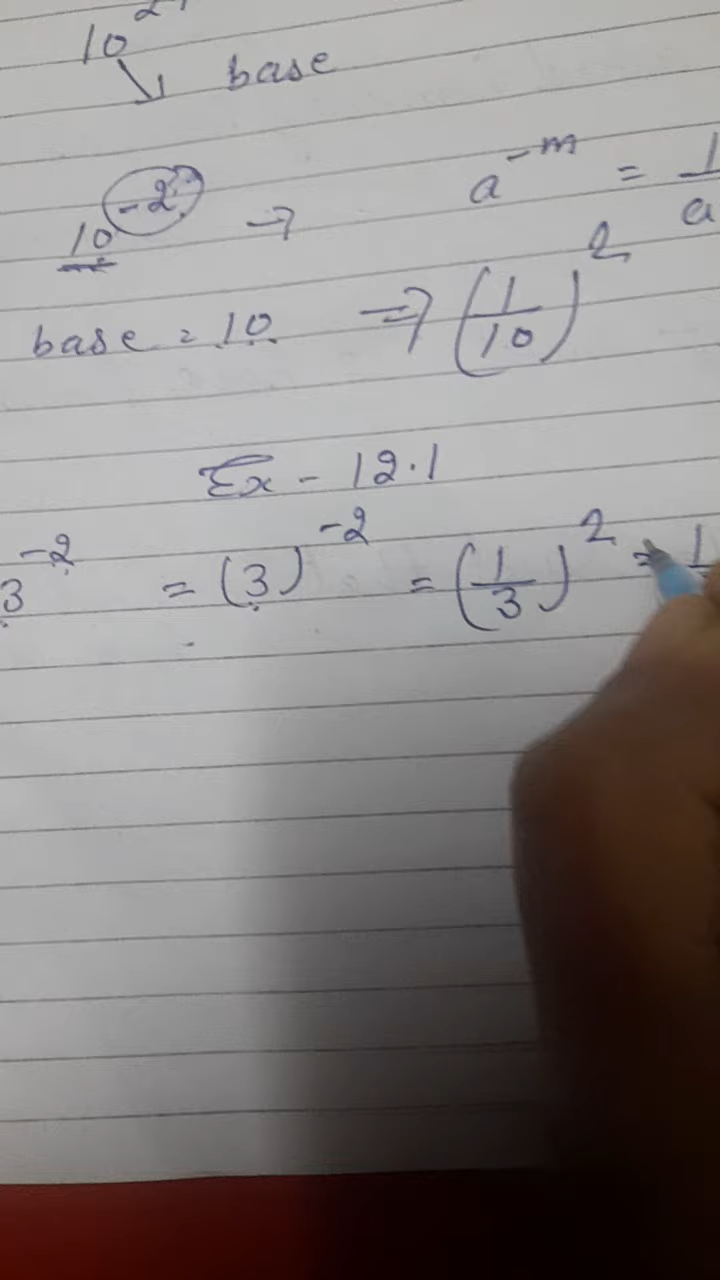 10
base
10^-2 → a^-m = 1/a
base = 10 ⇒ (1/10)^2
Ex - 12.1
3^-2 = (3)^-2 = (1/3)^2 = 1